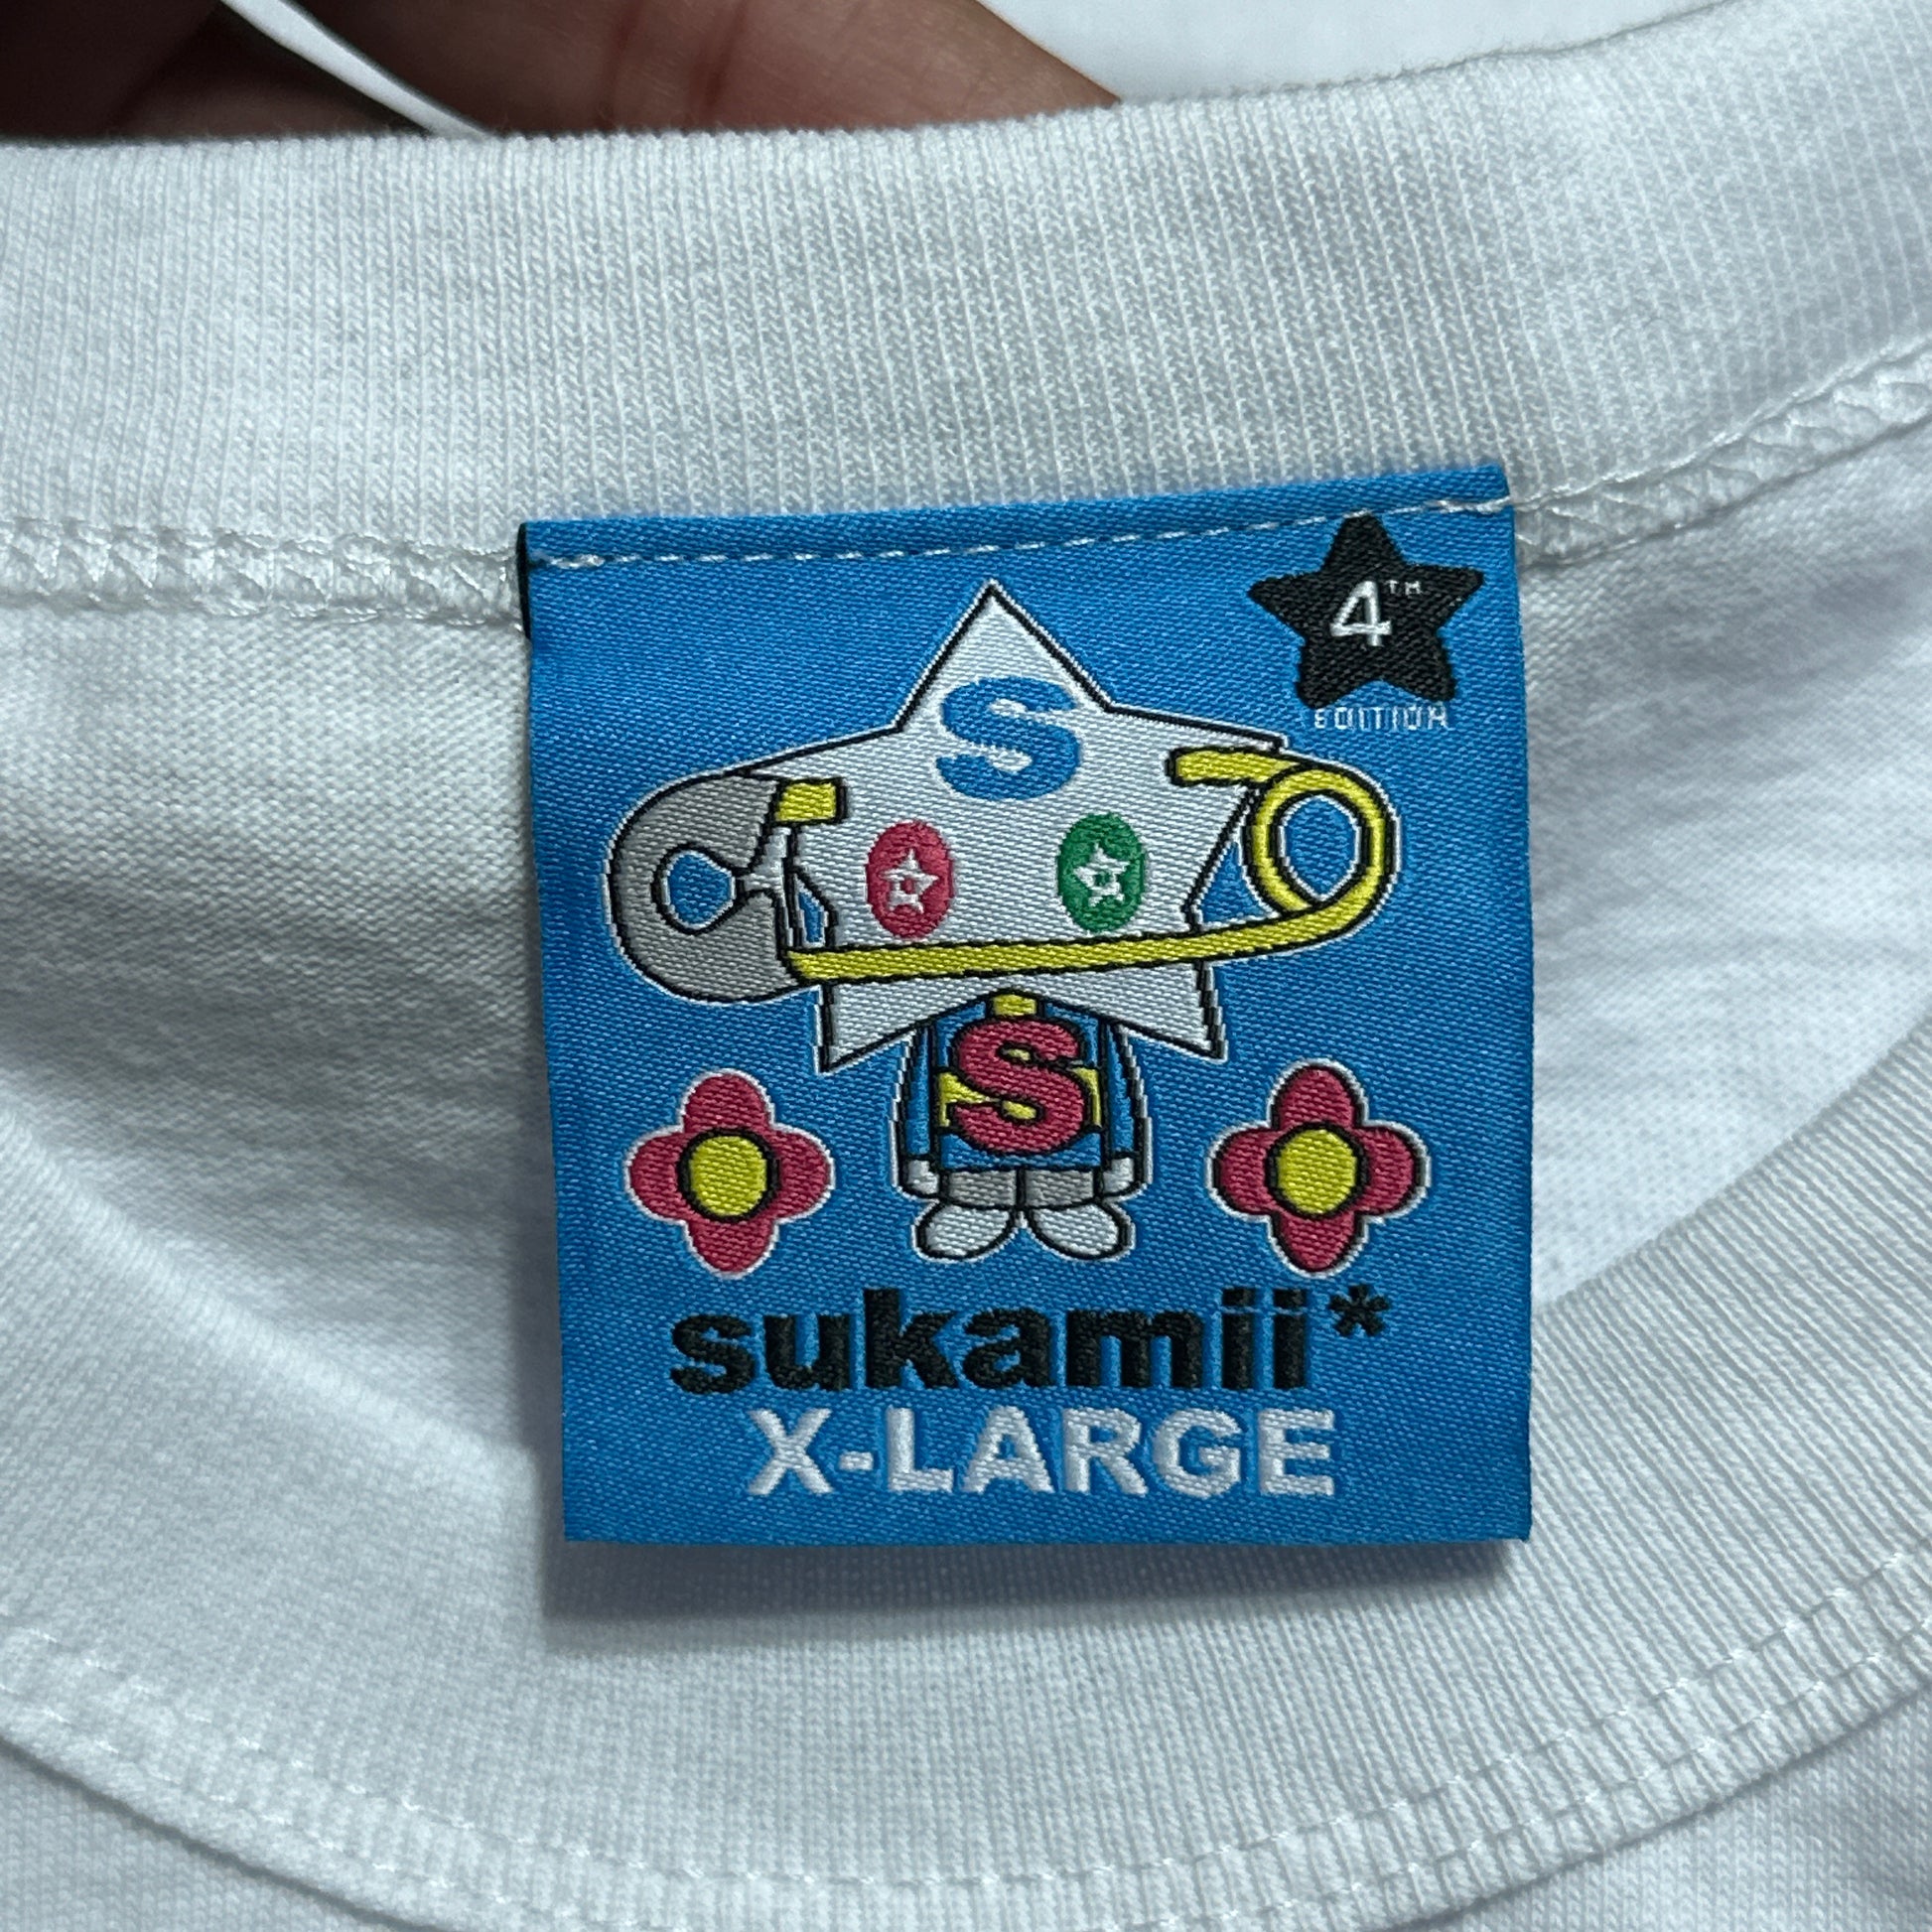 4TH
EDITION
S
S
sukamii*
X-LARGE